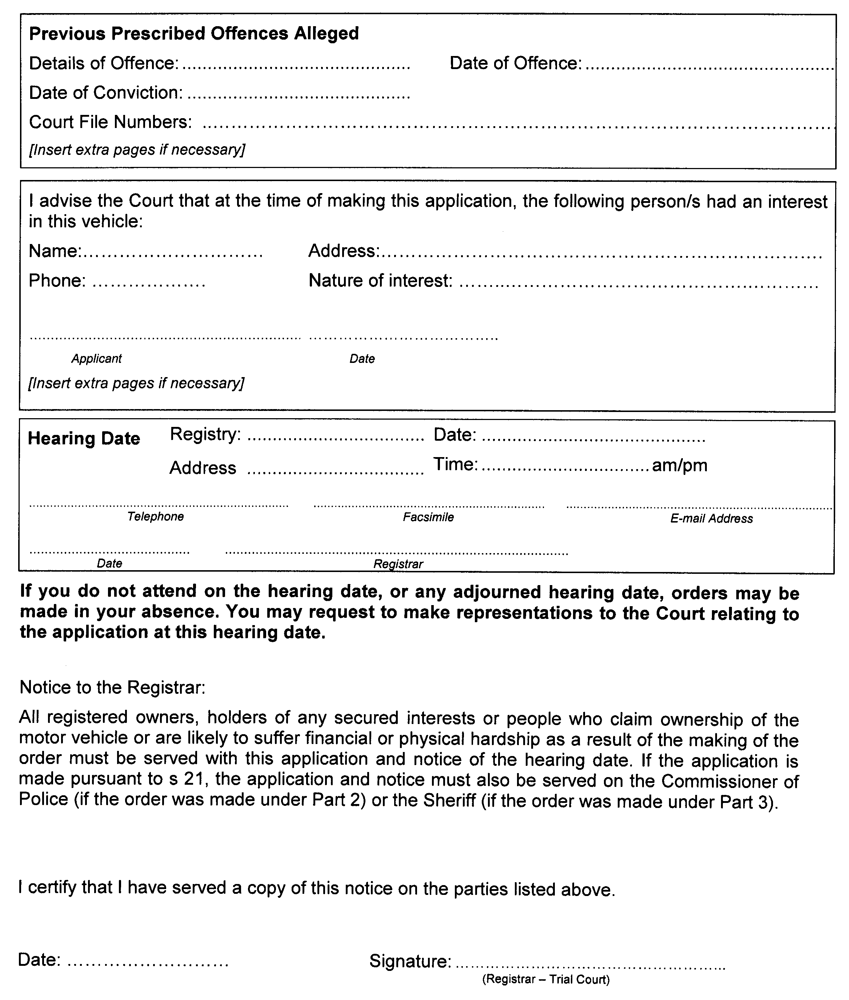 Previous Prescribed Offences Alleged
Details of Offence: ............................................. Date of Offence: .................................................
Date of Conviction: ............................................
Court File Numbers: ..........................................................................................................
[Insert extra pages if necessary]
I advise the Court that at the time of making this application, the following person/s had an interest
in this vehicle:
Name:.............................. Address:.........................................................................
Phone: ................... Nature of interest: ............................................................
................................................................. .......................................
Applicant Date
[Insert extra pages if necessary]
Hearing Date Registry: ................................... Date: ............................................
Address ................................... Time: ................................. am/pm
.............................................................. ....................................................... ................................................................
Telephone Facsimile E-mail Address
...................................... ..................................................................................
Date Registrar
If you do not attend on the hearing date, or any adjourned hearing date, orders may be
made in your absence. You may request to make representations to the Court relating to
the application at this hearing date.
Notice to the Registrar:
All registered owners, holders of any secured interests or people who claim ownership of the
motor vehicle or are likely to suffer financial or physical hardship as a result of the making of the
order must be served with this application and notice of the hearing date. If the application is
made pursuant to s 21, the application and notice must also be served on the Commissioner of
Police (if the order was made under Part 2) or the Sheriff (if the order was made under Part 3).
I certify that I have served a copy of this notice on the parties listed above.
Date: ........................... Signature: ......................................................
(Registrar – Trial Court)